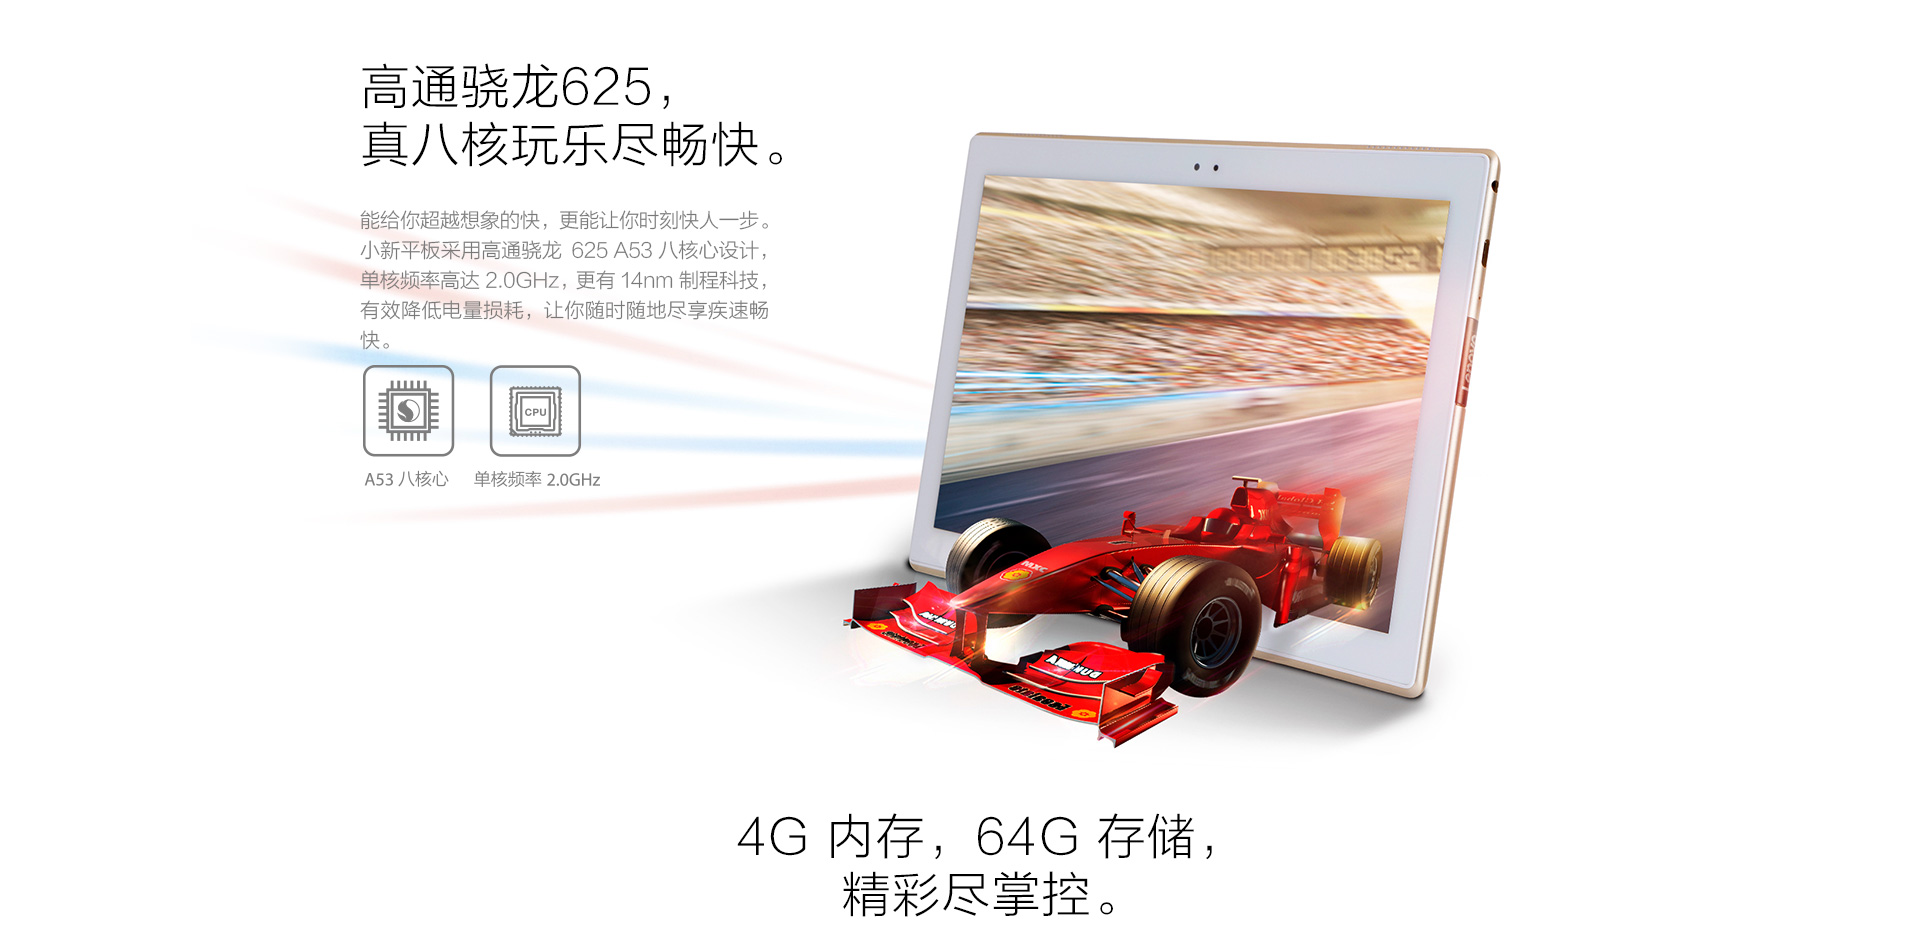 高通骁龙625，
真八核玩乐尽畅快。
能给你超越想象的快，更能让你时刻快人一步。
小新平板采用高通骁龙 625 A53 八核心设计，
单核频率高达 2.0GHz，更有 14nm 制程科技，
有效降低电量损耗，让你随时随地尽享疾速畅
快。
CPU
A53 八核心
单核频率 2.0GHz
Lenovo
MXC
4G 内存，64G 存储，
精彩尽掌控。